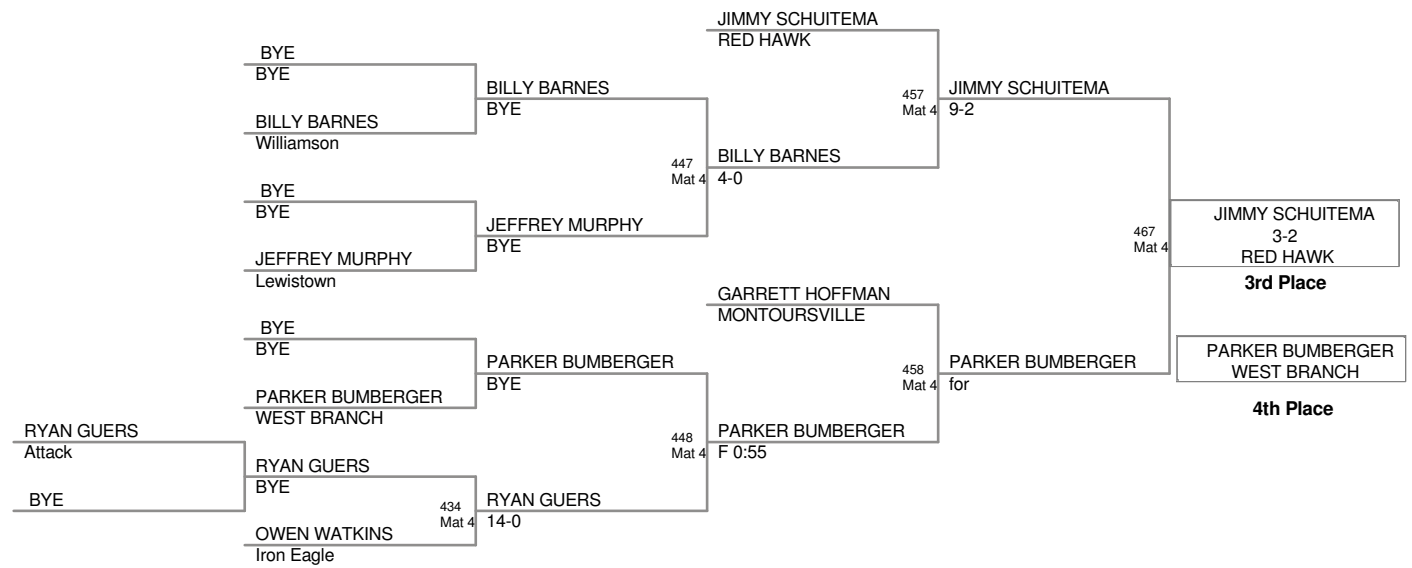 JIMMY SCHUITEMA
RED HAWK
BYE
BYE
BILLY BARNES
BYE
457
Mat 4
JIMMY SCHUITEMA
9-2
BILLY BARNES
Williamson
447
Mat 4
BILLY BARNES
4-0
BYE
BYE
JEFFREY MURPHY
BYE
467
Mat 4
JIMMY SCHUITEMA
3-2
RED HAWK
3rd Place
JEFFREY MURPHY
Lewistown
GARRETT HOFFMAN
MONTOURSVILLE
BYE
BYE
PARKER BUMBERGER
BYE
458
Mat 4
PARKER BUMBERGER
for
PARKER BUMBERGER
WEST BRANCH
4th Place
PARKER BUMBERGER
WEST BRANCH
RYAN GUERS
Attack
448
Mat 4
PARKER BUMBERGER
F 0:55
RYAN GUERS
BYE
BYE
434
Mat 4
RYAN GUERS
14-0
OWEN WATKINS
Iron Eagle